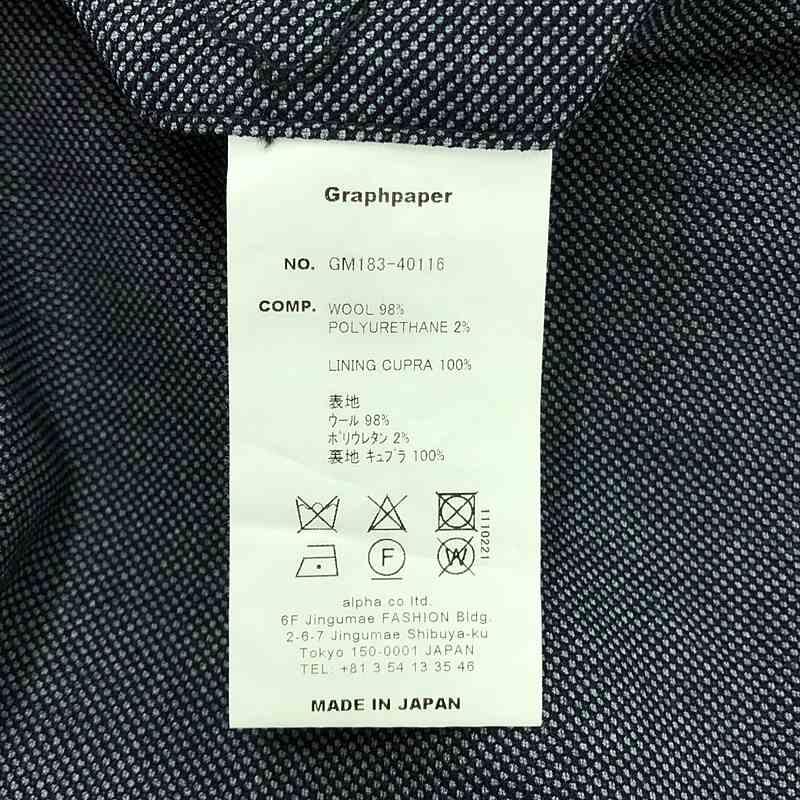 Graphpaper
NO. GM183-40116
COMP. WOOL 98%
POLYURETHANE 2%
LINING CUPRA 100%
表地
ウール 98%
ポリウレタン 2%
裏地 キュプラ 100%
1110221
F
W
alpha co ltd.
6F Jingumae FASHION Bldg.
2-6-7 Jingumae Shibuya-ku
Tokyo 150-0001 JAPAN
TEL: +81 3 54 13 35 46
MADE IN JAPAN